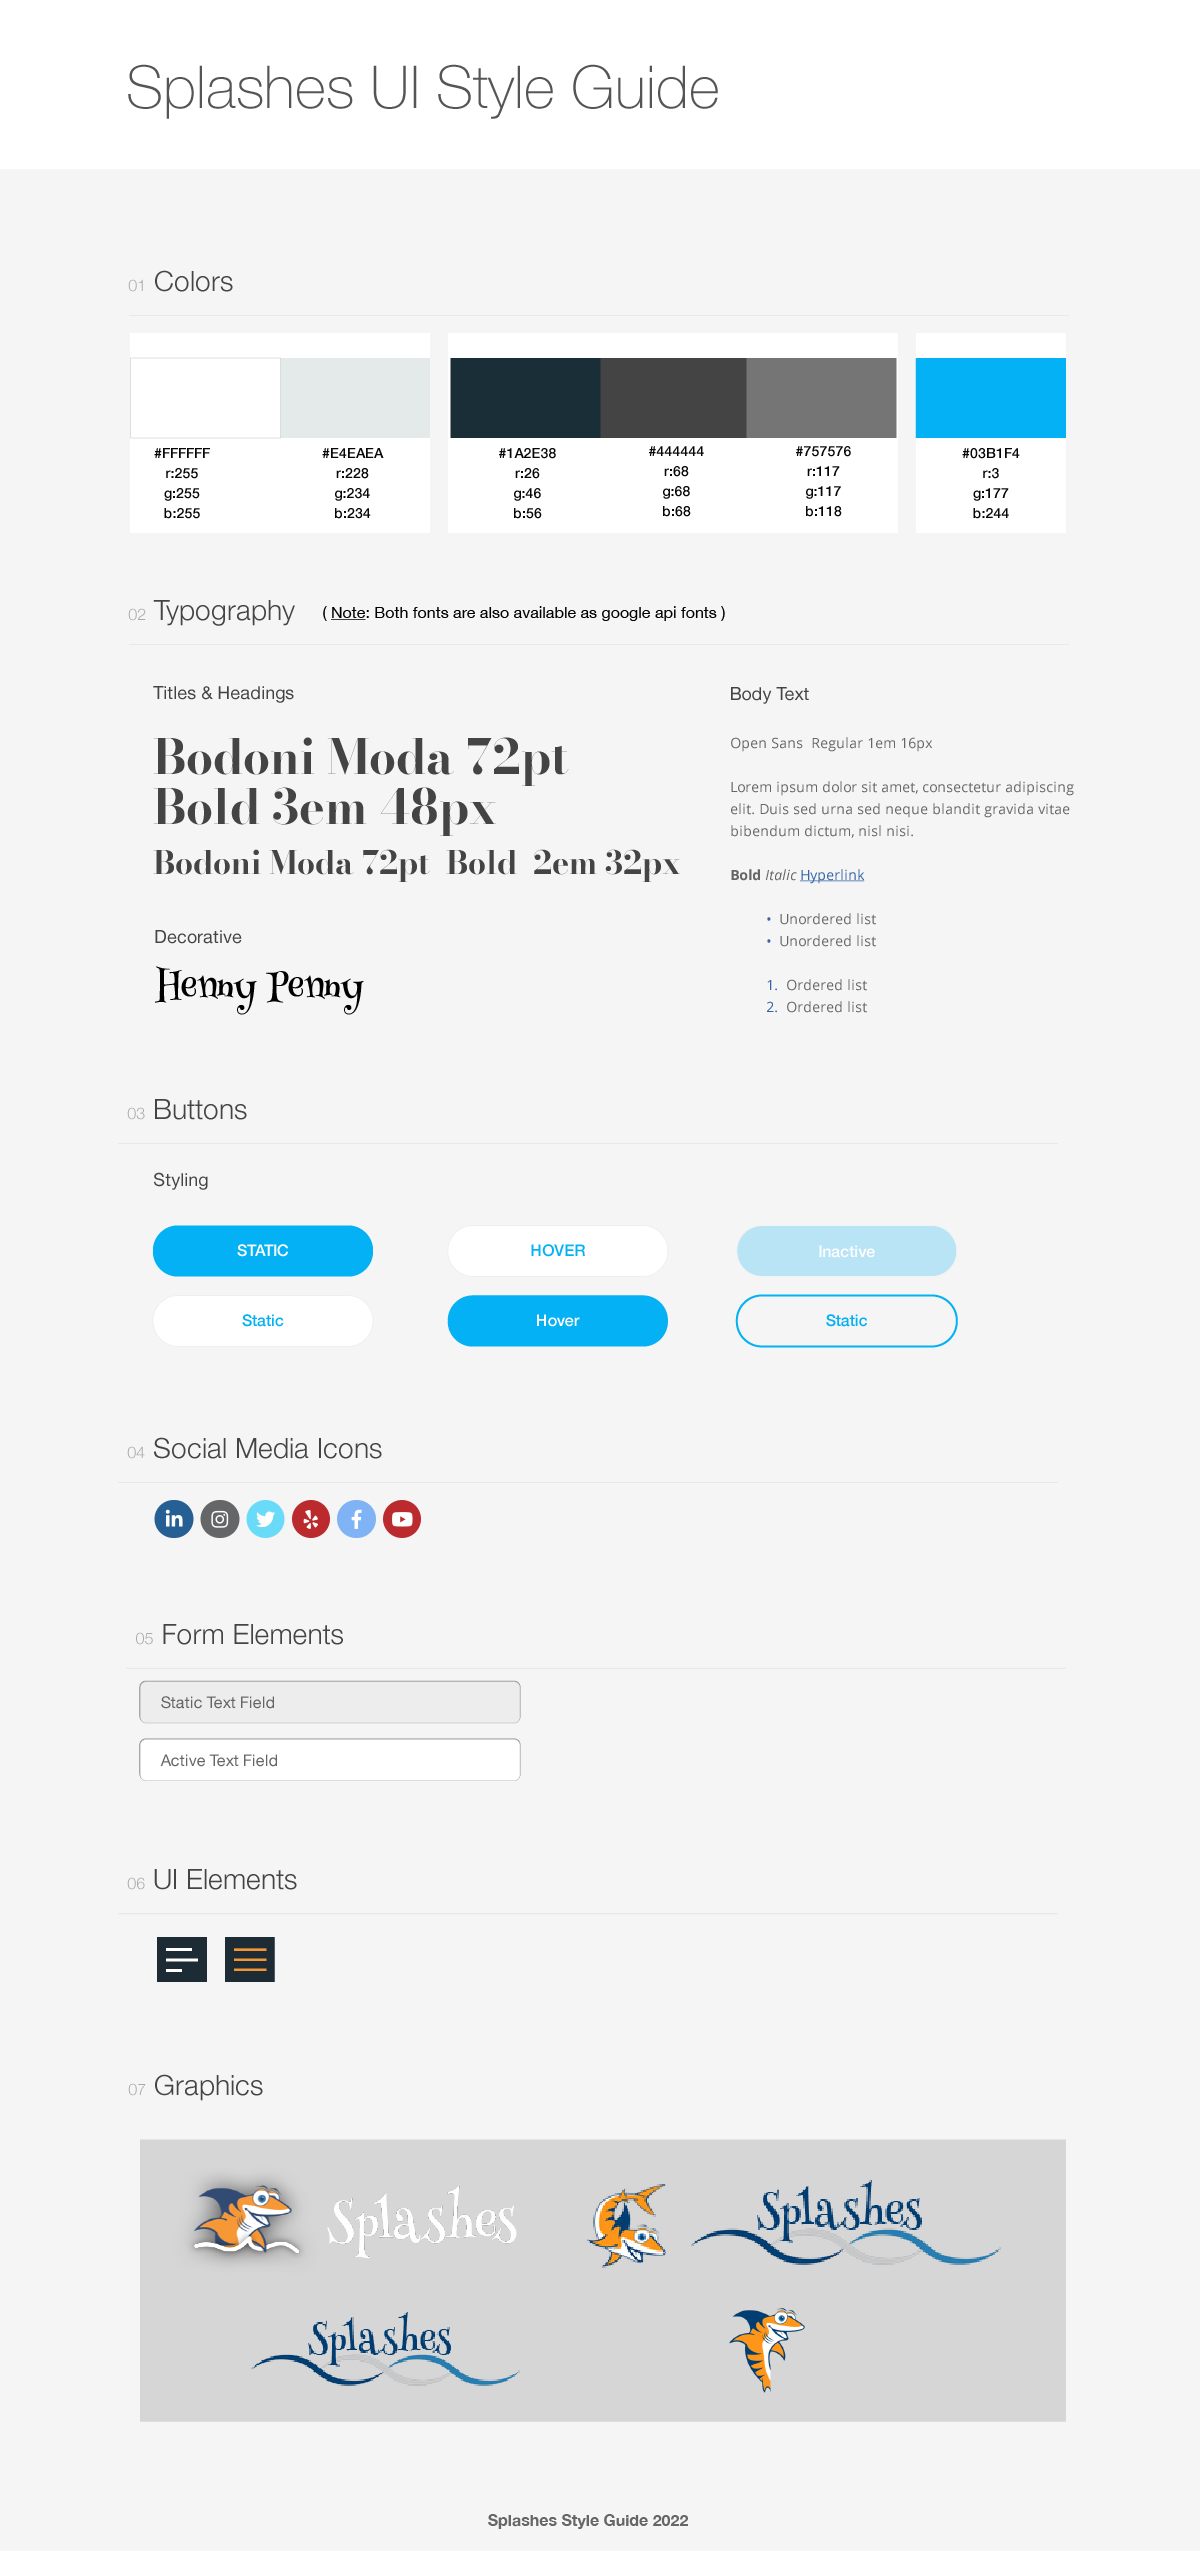 Splashes UI Style Guide
01 Colors
#FFFFFF
r:255
g:255
b:255
#E4EAEA
r:228
g:234
b:234
#1A2E38
r:26
g:46
b:56
#444444
r:68
g:68
b:68
#757576
r:117
g:117
b:118
#03B1F4
r:3
g:177
b:244
02 Typography ( Note: Both fonts are also available as google api fonts )
Titles & Headings
Bodoni Moda 72pt
Bold 3em 48px
Bodoni Moda 72pt Bold 2em 32px
Decorative
Henny Penny
Body Text
Open Sans Regular 1em 16px
Lorem ipsum dolor sit amet, consectetur adipiscing
elit. Duis sed urna sed neque blandit gravida vitae
bibendum dictum, nisl nisi.
Bold Italic Hyperlink
• Unordered list
• Unordered list
1. Ordered list
2. Ordered list
03 Buttons
Styling
STATIC
HOVER
Inactive
Static
Hover
Static
04 Social Media Icons
in
05 Form Elements
Static Text Field
Active Text Field
06 UI Elements
07 Graphics
Splashes
Splashes
Splashes
Splashes Style Guide 2022